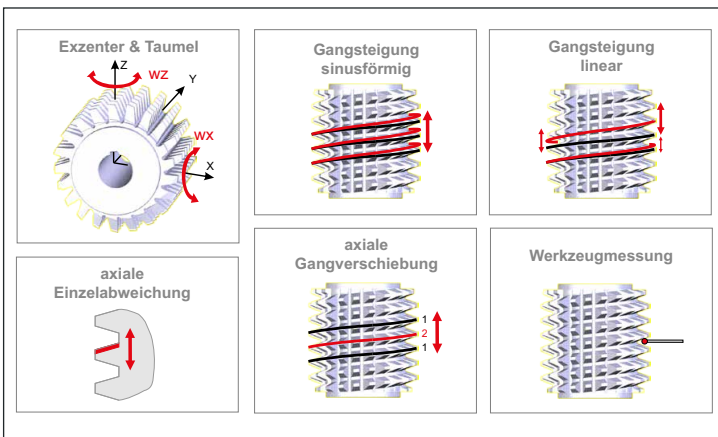 Exzenter & Taumel
Z
wz
Y
wx
X
Gangsteigung
sinusförmig
Gangsteigung
linear
axiale
Einzelabweichung
axiale
Gangverschiebung
1
2
1
Werkzeugmessung